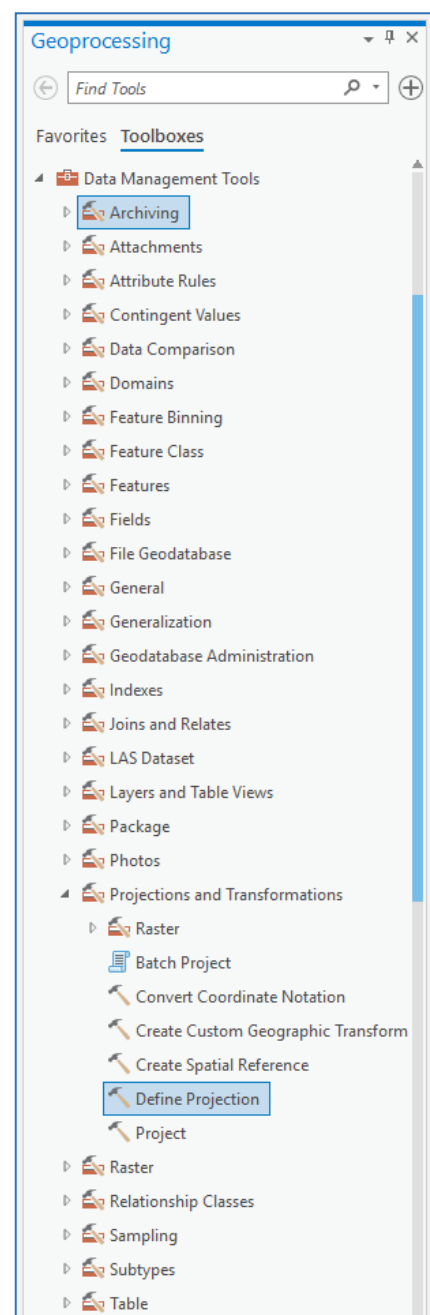 Geoprocessing
Find Tools
Favorites Toolboxes
Data Management Tools
Archiving
Attachments
Attribute Rules
Contingent Values
Data Comparison
Domains
Feature Binning
Feature Class
Features
Fields
File Geodatabase
General
Generalization
Geodatabase Administration
Indexes
Joins and Relates
LAS Dataset
Layers and Table Views
Package
Photos
Projections and Transformations
Raster
Batch Project
Convert Coordinate Notation
Create Custom Geographic Transform
Create Spatial Reference
Define Projection
Project
Raster
Relationship Classes
Sampling
Subtypes
Table